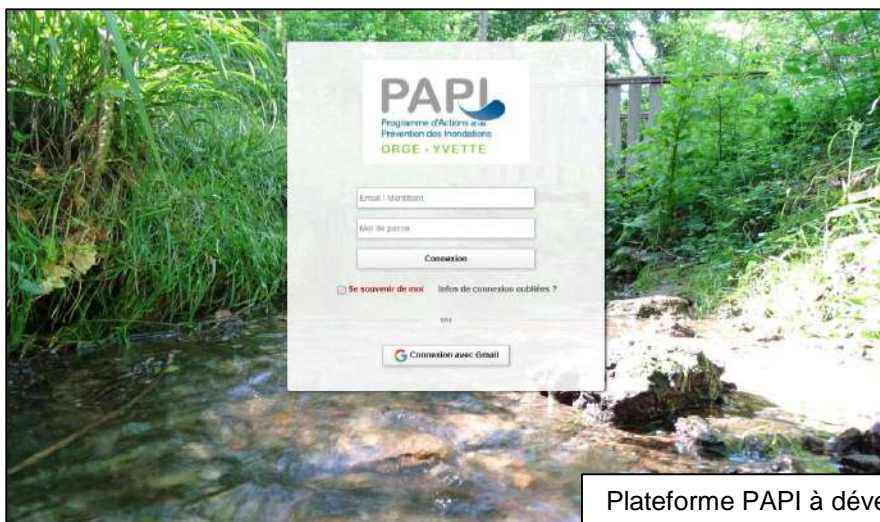 PAPI
Programme d'Actions de
Prévention des Inondations
ORGE - YVETTE
Email / Identifiant
Mot de passe
Connexion
Se souvenir de moi Infos de connexion oubliées ?
Connexion avec Gmail
Plateforme PAPI à déve